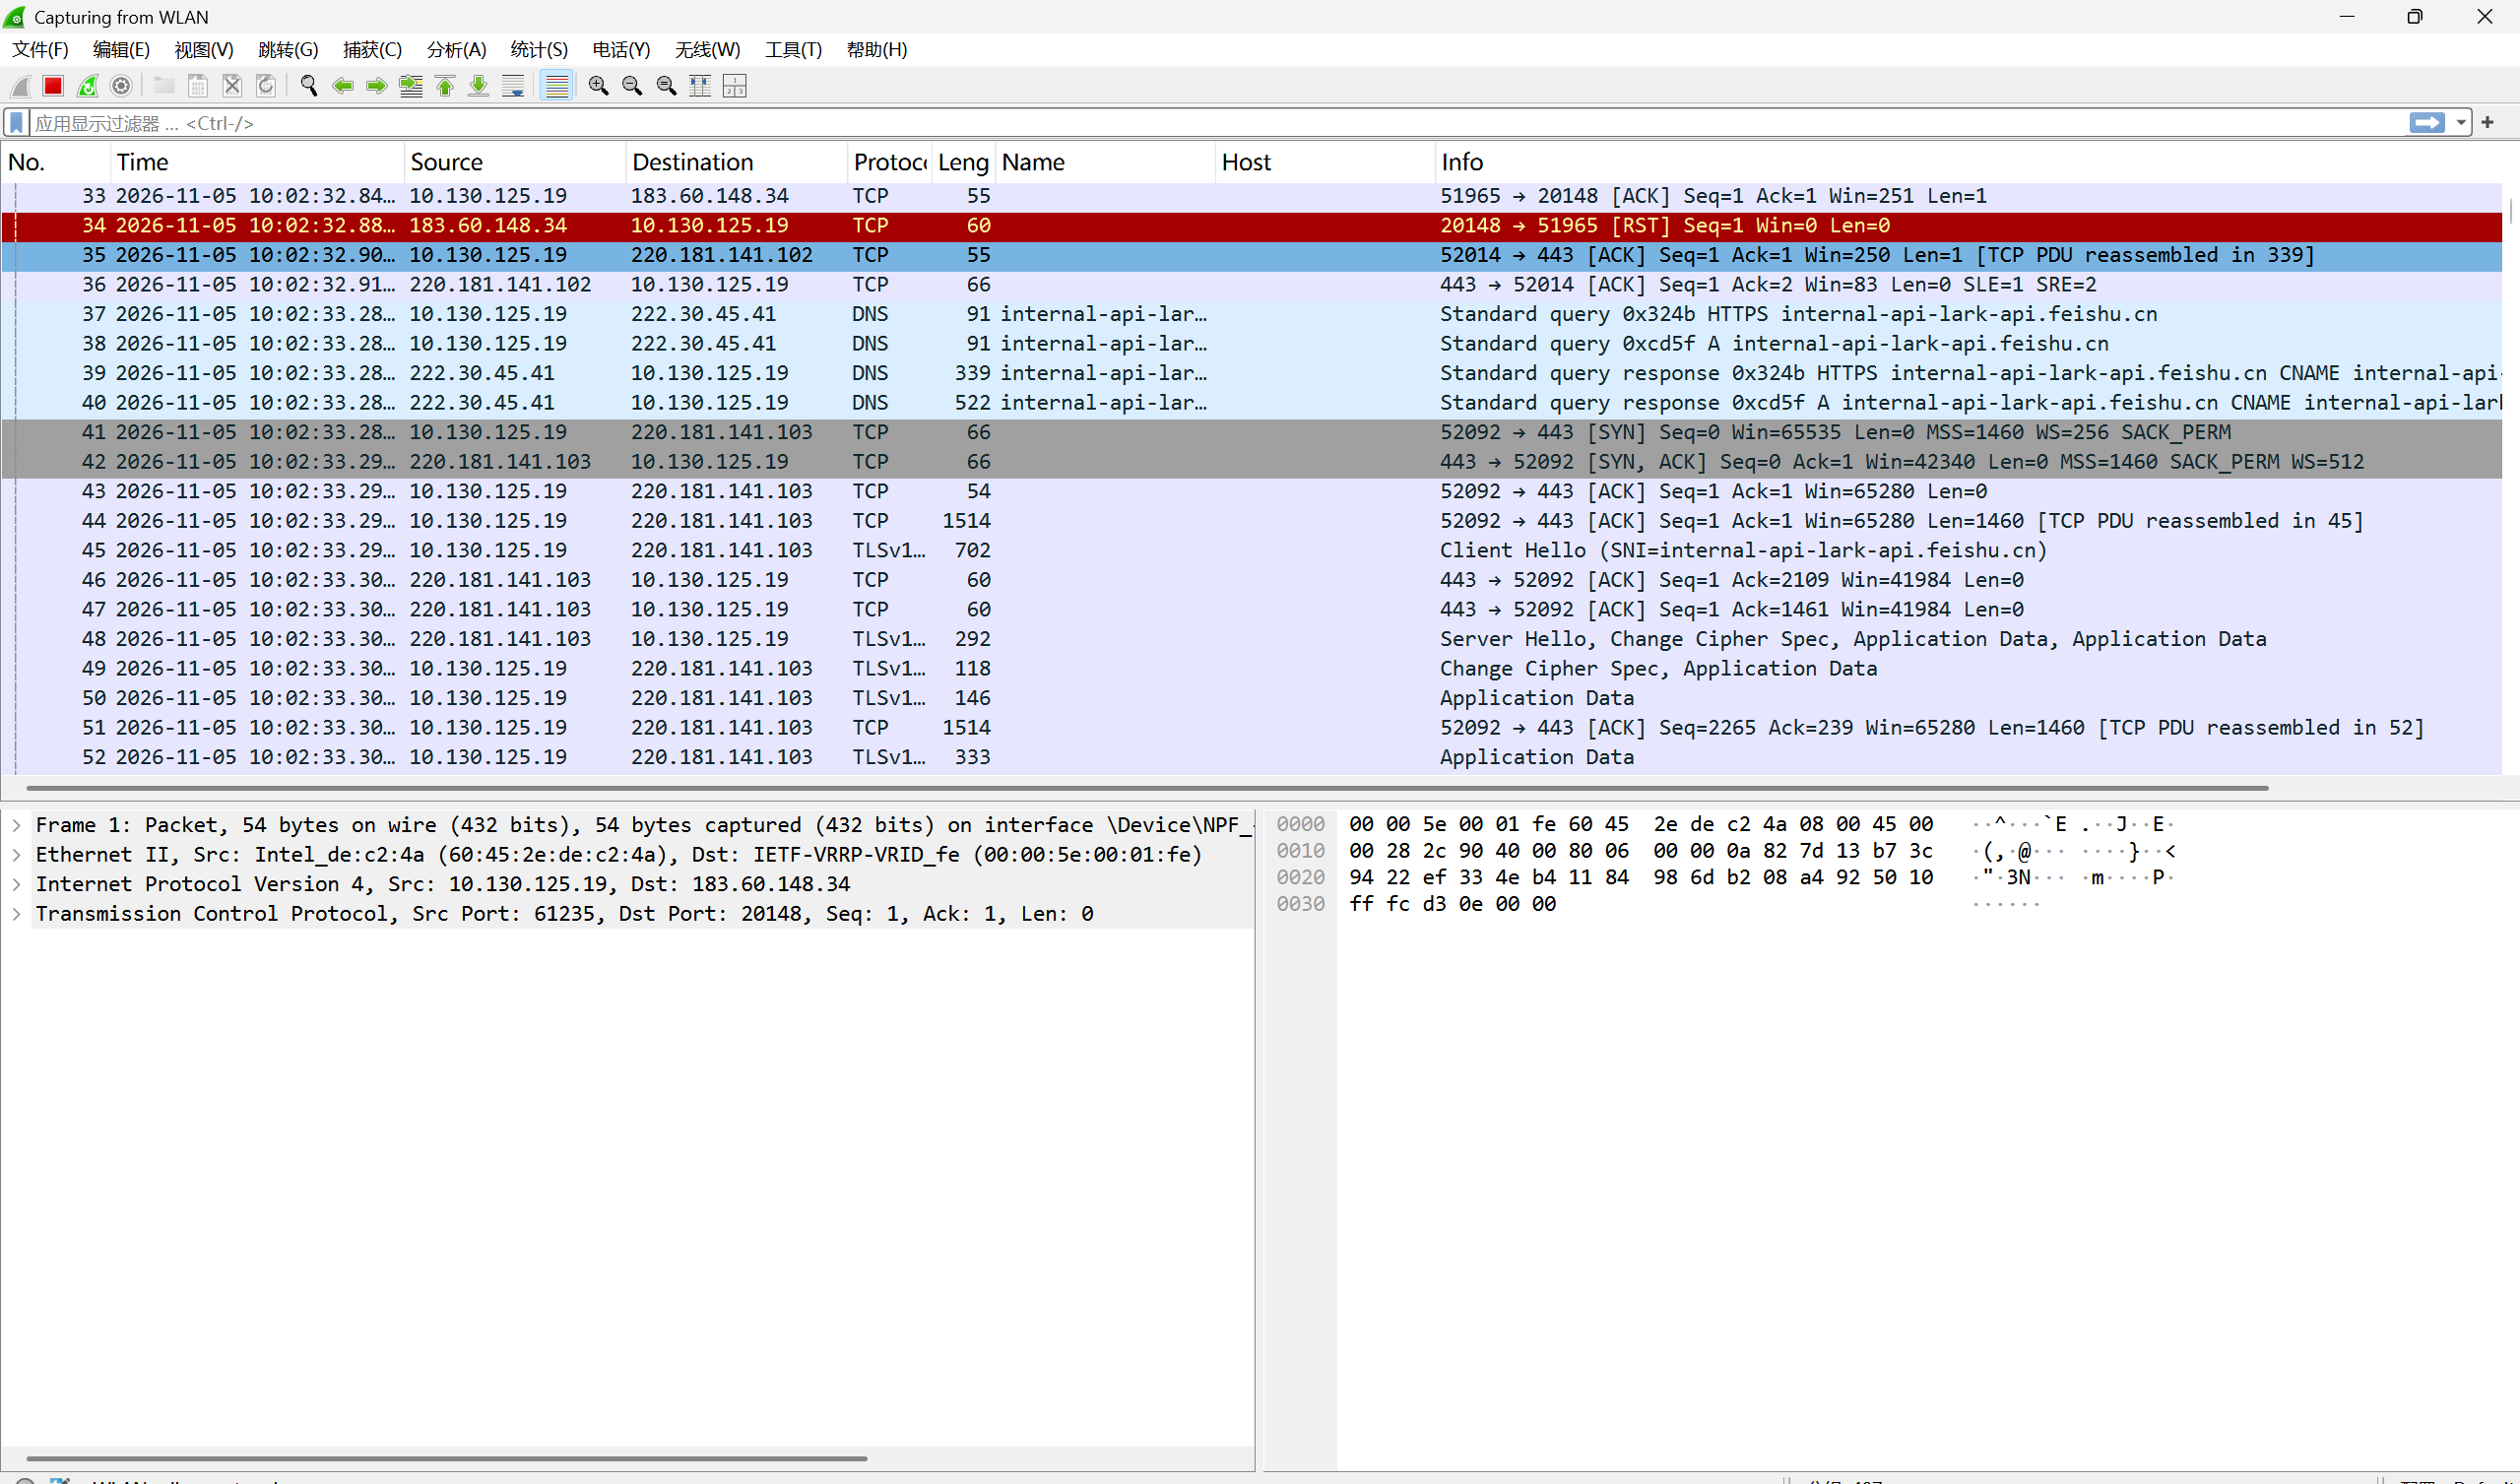 Capturing from WLAN
文件(F) 编辑(E) 视图(V) 跳转(G) 捕获(C) 分析(A) 统计(S) 电话(Y) 无线(W) 工具(T) 帮助(H)
应用显示过滤器 … <Ctrl-/>
No. Time Source Destination Protoc Leng Name Host Info
33 2026-11-05 10:02:32.84… 10.130.125.19 183.60.148.34 TCP 55 51965 → 20148 [ACK] Seq=1 Ack=1 Win=251 Len=1
34 2026-11-05 10:02:32.88… 183.60.148.34 10.130.125.19 TCP 60 20148 → 51965 [RST] Seq=1 Win=0 Len=0
35 2026-11-05 10:02:32.90… 10.130.125.19 220.181.141.102 TCP 55 52014 → 443 [ACK] Seq=1 Ack=1 Win=250 Len=1 [TCP PDU reassembled in 339]
36 2026-11-05 10:02:32.91… 220.181.141.102 10.130.125.19 TCP 66 443 → 52014 [ACK] Seq=1 Ack=2 Win=83 Len=0 SLE=1 SRE=2
37 2026-11-05 10:02:33.28… 10.130.125.19 222.30.45.41 DNS 91 internal-api-lar… Standard query 0x324b HTTPS internal-api-lark-api.feishu.cn
38 2026-11-05 10:02:33.28… 10.130.125.19 222.30.45.41 DNS 91 internal-api-lar… Standard query 0xcd5f A internal-api-lark-api.feishu.cn
39 2026-11-05 10:02:33.28… 222.30.45.41 10.130.125.19 DNS 339 internal-api-lar… Standard query response 0x324b HTTPS internal-api-lark-api.feishu.cn CNAME internal-api-
40 2026-11-05 10:02:33.28… 222.30.45.41 10.130.125.19 DNS 522 internal-api-lar… Standard query response 0xcd5f A internal-api-lark-api.feishu.cn CNAME internal-api-lar
41 2026-11-05 10:02:33.28… 10.130.125.19 220.181.141.103 TCP 66 52092 → 443 [SYN] Seq=0 Win=65535 Len=0 MSS=1460 WS=256 SACK_PERM
42 2026-11-05 10:02:33.29… 220.181.141.103 10.130.125.19 TCP 66 443 → 52092 [SYN, ACK] Seq=0 Ack=1 Win=42340 Len=0 MSS=1460 SACK_PERM WS=512
43 2026-11-05 10:02:33.29… 10.130.125.19 220.181.141.103 TCP 54 52092 → 443 [ACK] Seq=1 Ack=1 Win=65280 Len=0
44 2026-11-05 10:02:33.29… 10.130.125.19 220.181.141.103 TCP 1514 52092 → 443 [ACK] Seq=1 Ack=1 Win=65280 Len=1460 [TCP PDU reassembled in 45]
45 2026-11-05 10:02:33.29… 10.130.125.19 220.181.141.103 TLSv1… 702 Client Hello (SNI=internal-api-lark-api.feishu.cn)
46 2026-11-05 10:02:33.30… 220.181.141.103 10.130.125.19 TCP 60 443 → 52092 [ACK] Seq=1 Ack=2109 Win=41984 Len=0
47 2026-11-05 10:02:33.30… 220.181.141.103 10.130.125.19 TCP 60 443 → 52092 [ACK] Seq=1 Ack=1461 Win=41984 Len=0
48 2026-11-05 10:02:33.30… 220.181.141.103 10.130.125.19 TLSv1… 292 Server Hello, Change Cipher Spec, Application Data, Application Data
49 2026-11-05 10:02:33.30… 10.130.125.19 220.181.141.103 TLSv1… 118 Change Cipher Spec, Application Data
50 2026-11-05 10:02:33.30… 10.130.125.19 220.181.141.103 TLSv1… 146 Application Data
51 2026-11-05 10:02:33.30… 10.130.125.19 220.181.141.103 TCP 1514 52092 → 443 [ACK] Seq=2265 Ack=239 Win=65280 Len=1460 [TCP PDU reassembled in 52]
52 2026-11-05 10:02:33.30… 10.130.125.19 220.181.141.103 TLSv1… 333 Application Data
Frame 1: Packet, 54 bytes on wire (432 bits), 54 bytes captured (432 bits) on interface \Device\NPF_
Ethernet II, Src: Intel_de:c2:4a (60:45:2e:de:c2:4a), Dst: IETF-VRRP-VRID_fe (00:00:5e:00:01:fe)
Internet Protocol Version 4, Src: 10.130.125.19, Dst: 183.60.148.34
Transmission Control Protocol, Src Port: 61235, Dst Port: 20148, Seq: 1, Ack: 1, Len: 0
0000 00 00 5e 00 01 fe 60 45 2e de c2 4a 08 00 45 00 ··^···`E .··J··E·
0010 00 28 2c 90 40 00 80 06 00 00 0a 82 7d 13 b7 3c ·(,·@··· ····}··<
0020 94 22 ef 33 4e b4 11 84 98 6d b2 08 a4 92 50 10 ·"·3N··· ·m····P·
0030 ff fc d3 0e 00 00 ······